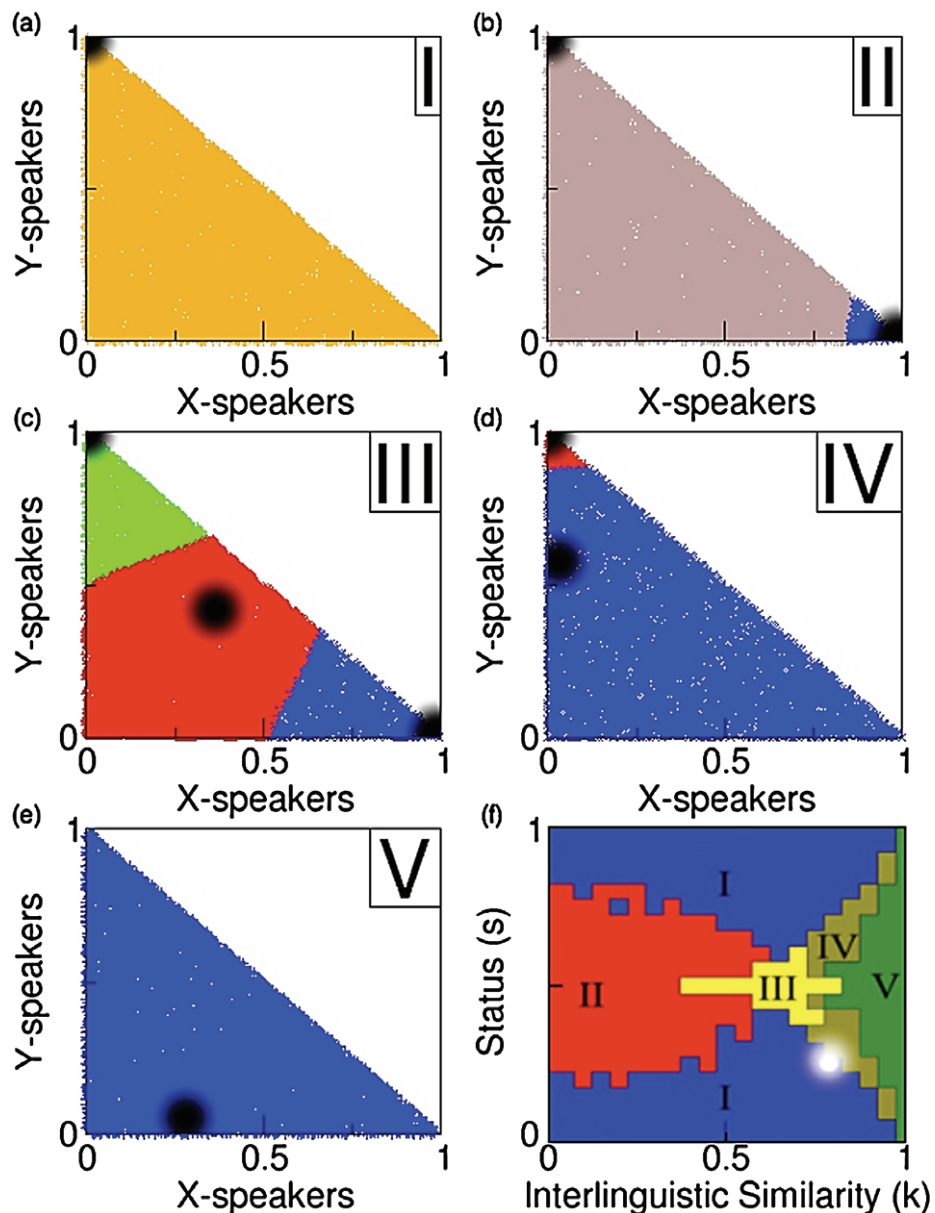 (a)
1
I
Y-speakers
0
0
0.5
1
X-speakers
(b)
1
II
Y-speakers
0
0
0.5
1
X-speakers
(c)
1
III
Y-speakers
0
0
0.5
1
X-speakers
(d)
1
IV
Y-speakers
0
0
0.5
1
X-speakers
(e)
1
V
Y-speakers
0
0
0.5
1
X-speakers
(f)
1
I
IV
Status (s)
II
III
V
I
0
0
0.5
1
Interlinguistic Similarity (k)